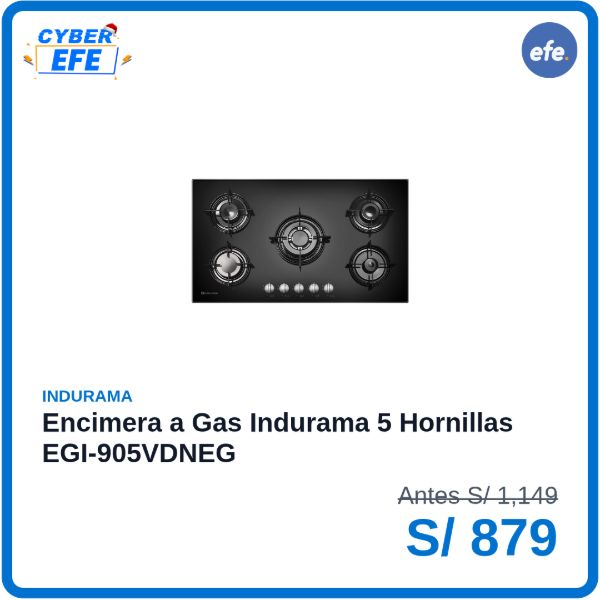 CYBER
EFE
efe.
INDURAMA
Encimera a Gas Indurama 5 Hornillas
EGI-905VDNEG
Antes S/ 1,149
S/ 879